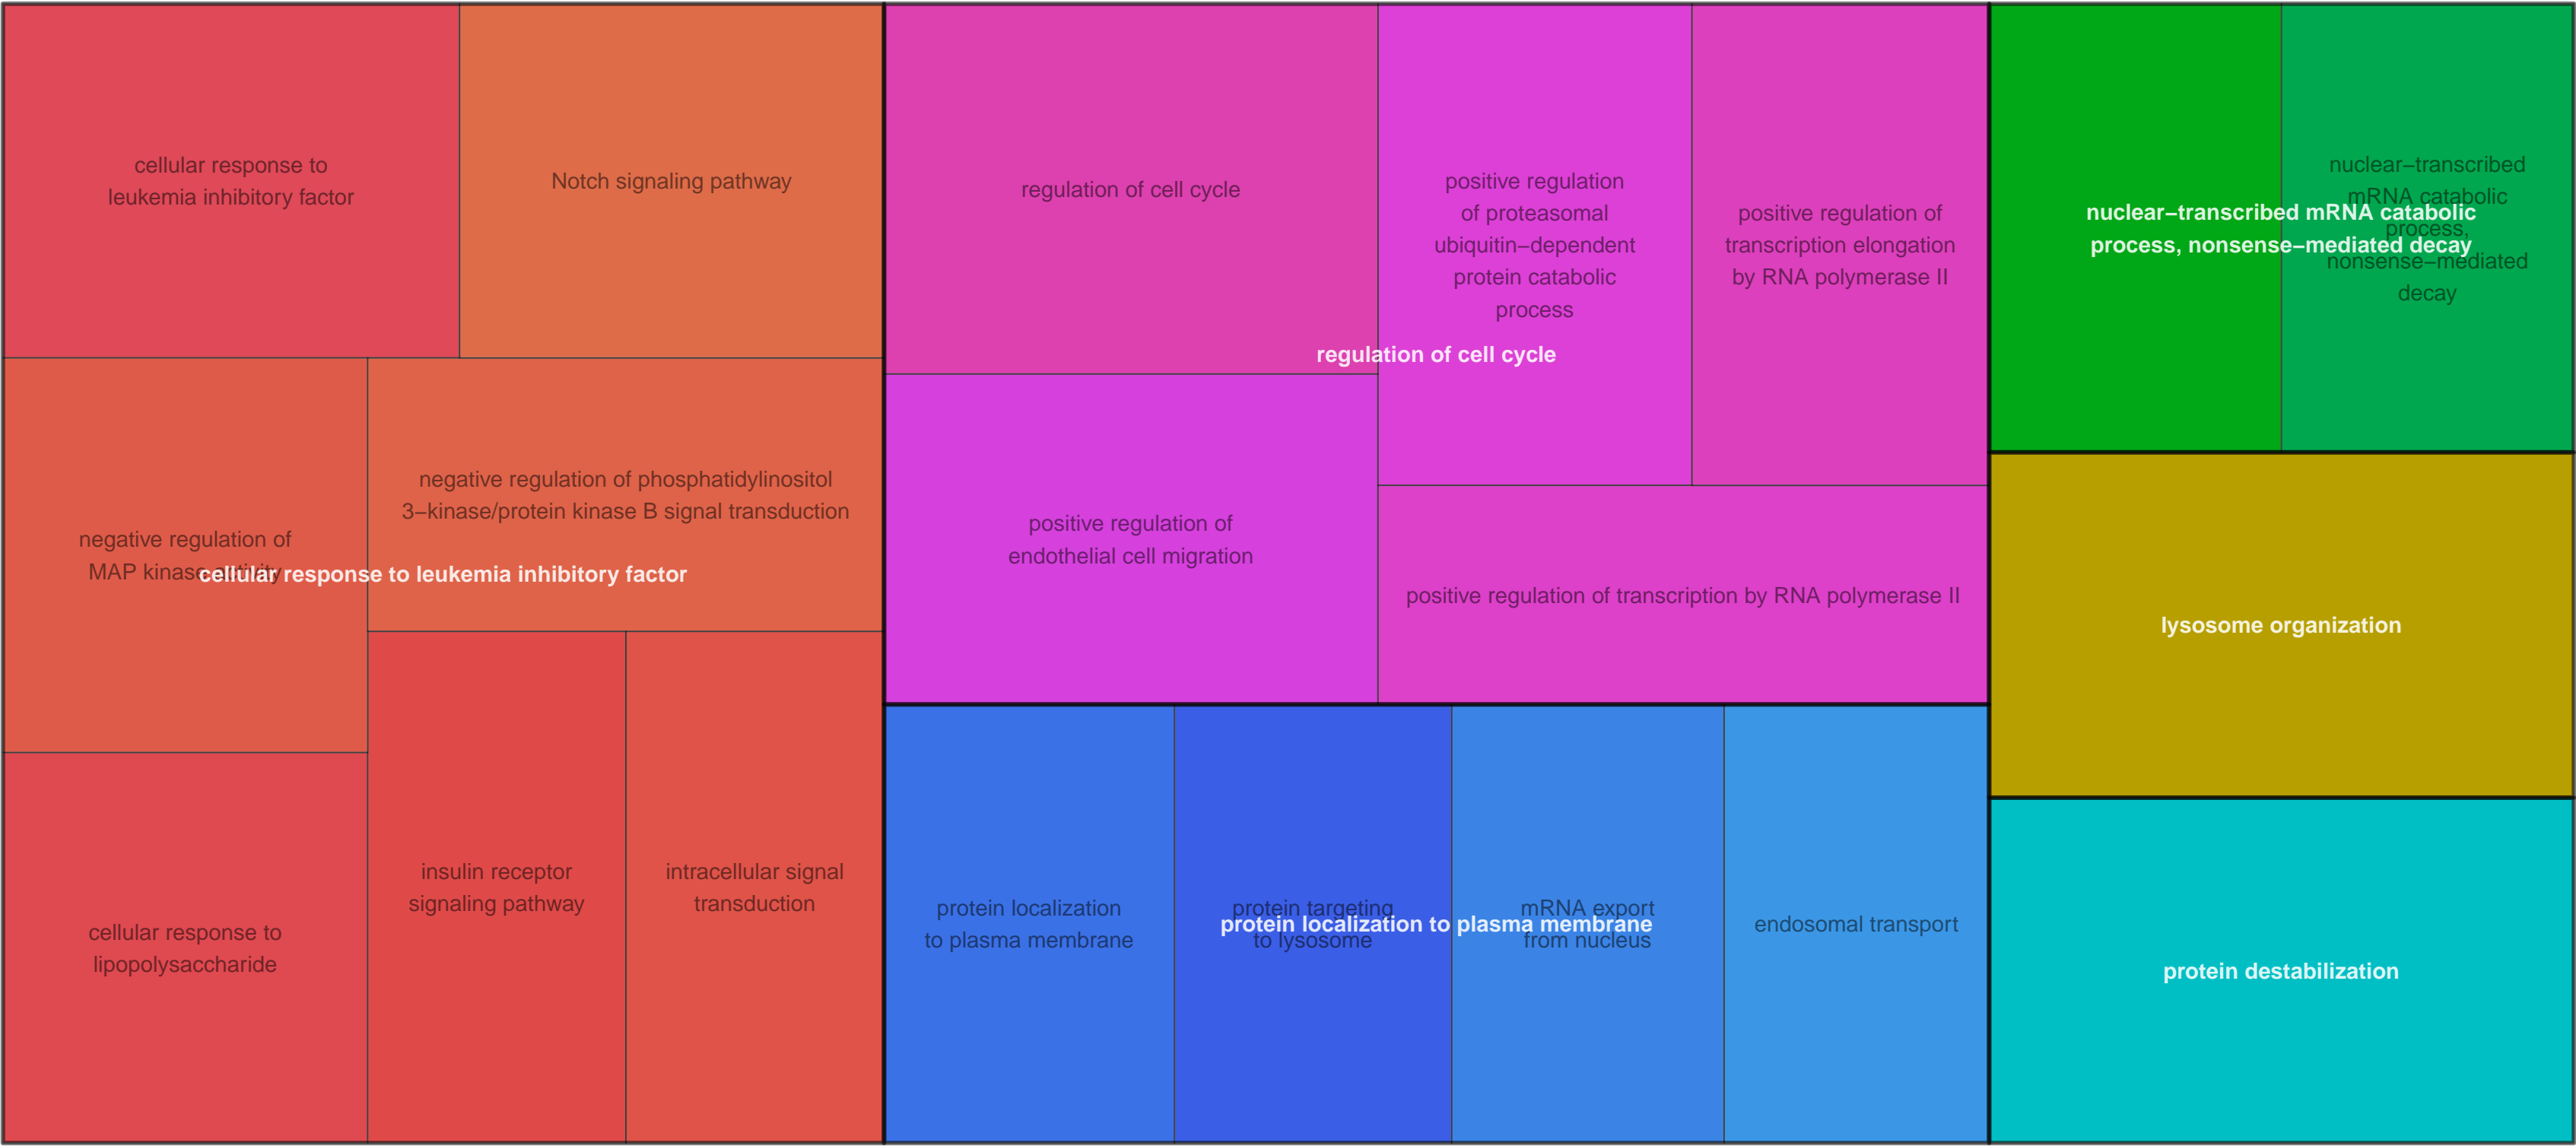 cellular response to
leukemia inhibitory factor
Notch signaling pathway
negative regulation of
MAP kinase activity
negative regulation of phosphatidylinositol
3−kinase/protein kinase B signal transduction
cellular response to leukemia inhibitory factor
cellular response to
lipopolysaccharide
insulin receptor
signaling pathway
intracellular signal
transduction
regulation of cell cycle
positive regulation
of proteasomal
ubiquitin−dependent
protein catabolic
process
positive regulation of
transcription elongation
by RNA polymerase II
regulation of cell cycle
positive regulation of
endothelial cell migration
positive regulation of transcription by RNA polymerase II
protein localization
to plasma membrane
protein targeting
to lysosome
mRNA export
from nucleus
endosomal transport
protein localization to plasma membrane
nuclear−transcribed mRNA catabolic
process, nonsense−mediated decay
nuclear−transcribed
mRNA catabolic
process,
nonsense−mediated
decay
lysosome organization
protein destabilization